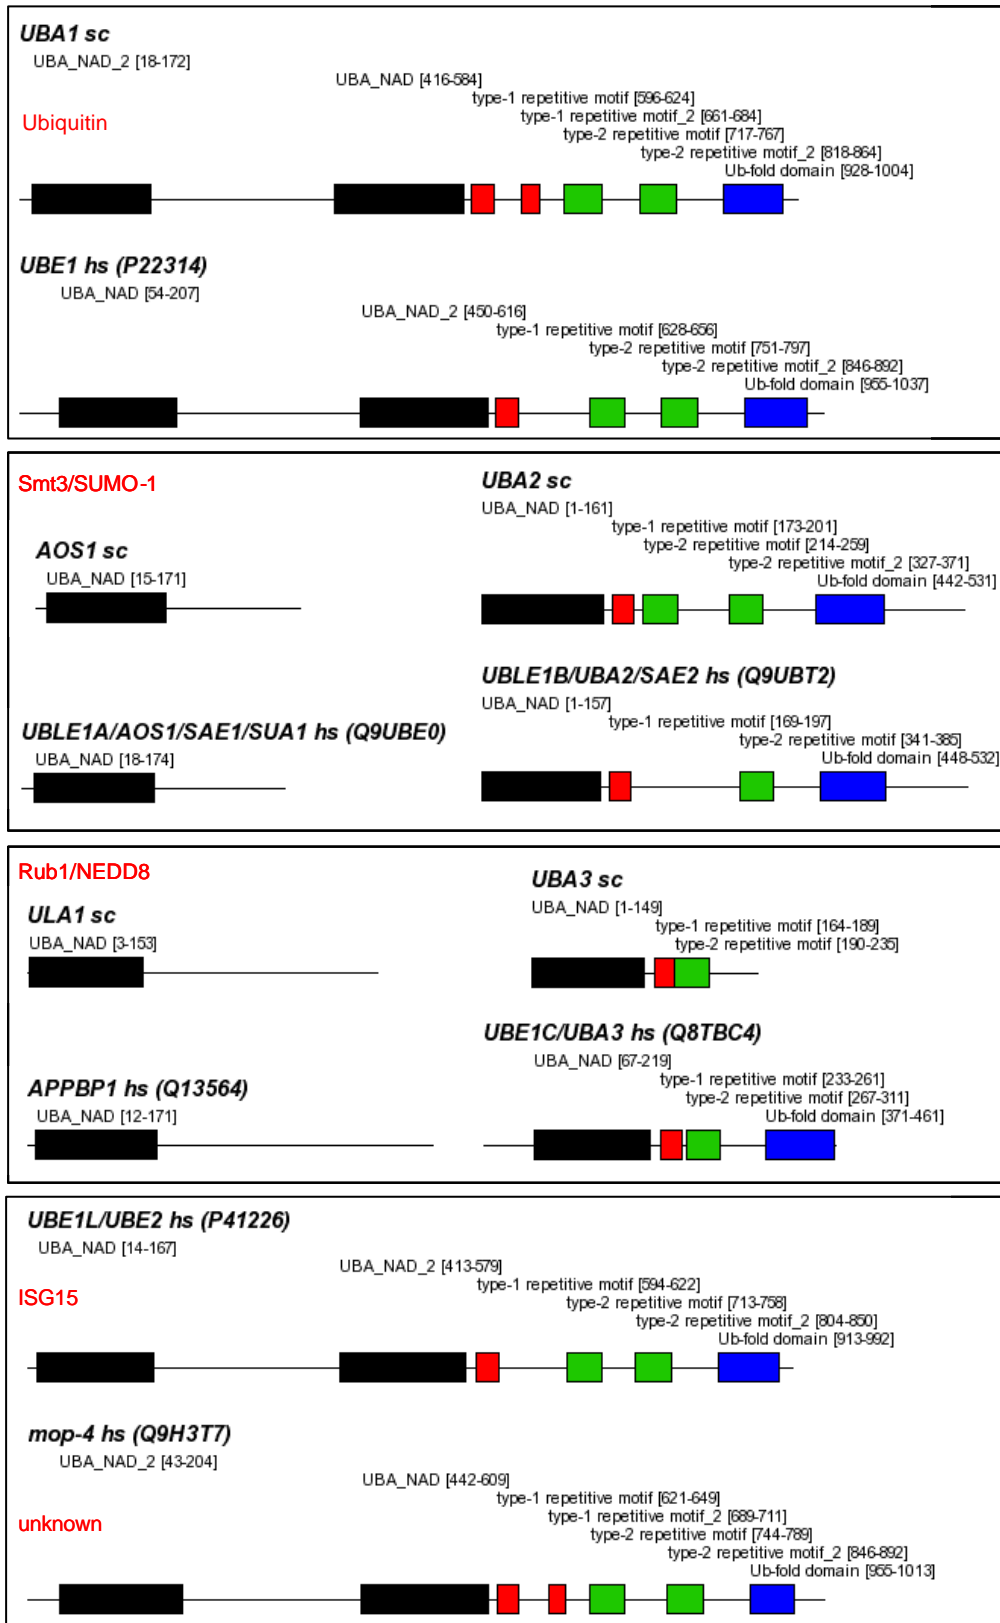 UBA1 sc
UBA_NAD_2 [18-172]
UBA_NAD [416-584]
type-1 repetitive motif [596-624]
type-1 repetitive motif_2 [661-684]
Ubiquitin
type-2 repetitive motif [717-767]
type-2 repetitive motif_2 [818-864]
Ub-fold domain [928-1004]
UBE1 hs (P22314)
UBA_NAD [54-207]
UBA_NAD_2 [450-616]
type-1 repetitive motif [628-656]
type-2 repetitive motif [751-797]
type-2 repetitive motif_2 [846-892]
Ub-fold domain [955-1037]
Smt3/SUMO-1
AOS1 sc
UBA_NAD [15-171]
UBA2 sc
UBA_NAD [1-161]
type-1 repetitive motif [173-201]
type-2 repetitive motif [214-259]
type-2 repetitive motif_2 [327-371]
Ub-fold domain [442-531]
UBLE1A/AOS1/SAE1/SUA1 hs (Q9UBE0)
UBA_NAD [18-174]
UBLE1B/UBA2/SAE2 hs (Q9UBT2)
UBA_NAD [1-157]
type-1 repetitive motif [169-197]
type-2 repetitive motif [341-385]
Ub-fold domain [448-532]
Rub1/NEDD8
ULA1 sc
UBA_NAD [3-153]
UBA3 sc
UBA_NAD [1-149]
type-1 repetitive motif [164-189]
type-2 repetitive motif [190-235]
APPBP1 hs (Q13564)
UBA_NAD [12-171]
UBE1C/UBA3 hs (Q8TBC4)
UBA_NAD [67-219]
type-1 repetitive motif [233-261]
type-2 repetitive motif [267-311]
Ub-fold domain [371-461]
UBE1L/UBE2 hs (P41226)
UBA_NAD [14-167]
UBA_NAD_2 [413-579]
type-1 repetitive motif [594-622]
ISG15
type-2 repetitive motif [713-758]
type-2 repetitive motif_2 [804-850]
Ub-fold domain [913-992]
mop-4 hs (Q9H3T7)
UBA_NAD_2 [43-204]
UBA_NAD [442-609]
type-1 repetitive motif [621-649]
type-1 repetitive motif_2 [689-711]
unknown
type-2 repetitive motif [744-789]
type-2 repetitive motif_2 [846-892]
Ub-fold domain [955-1013]